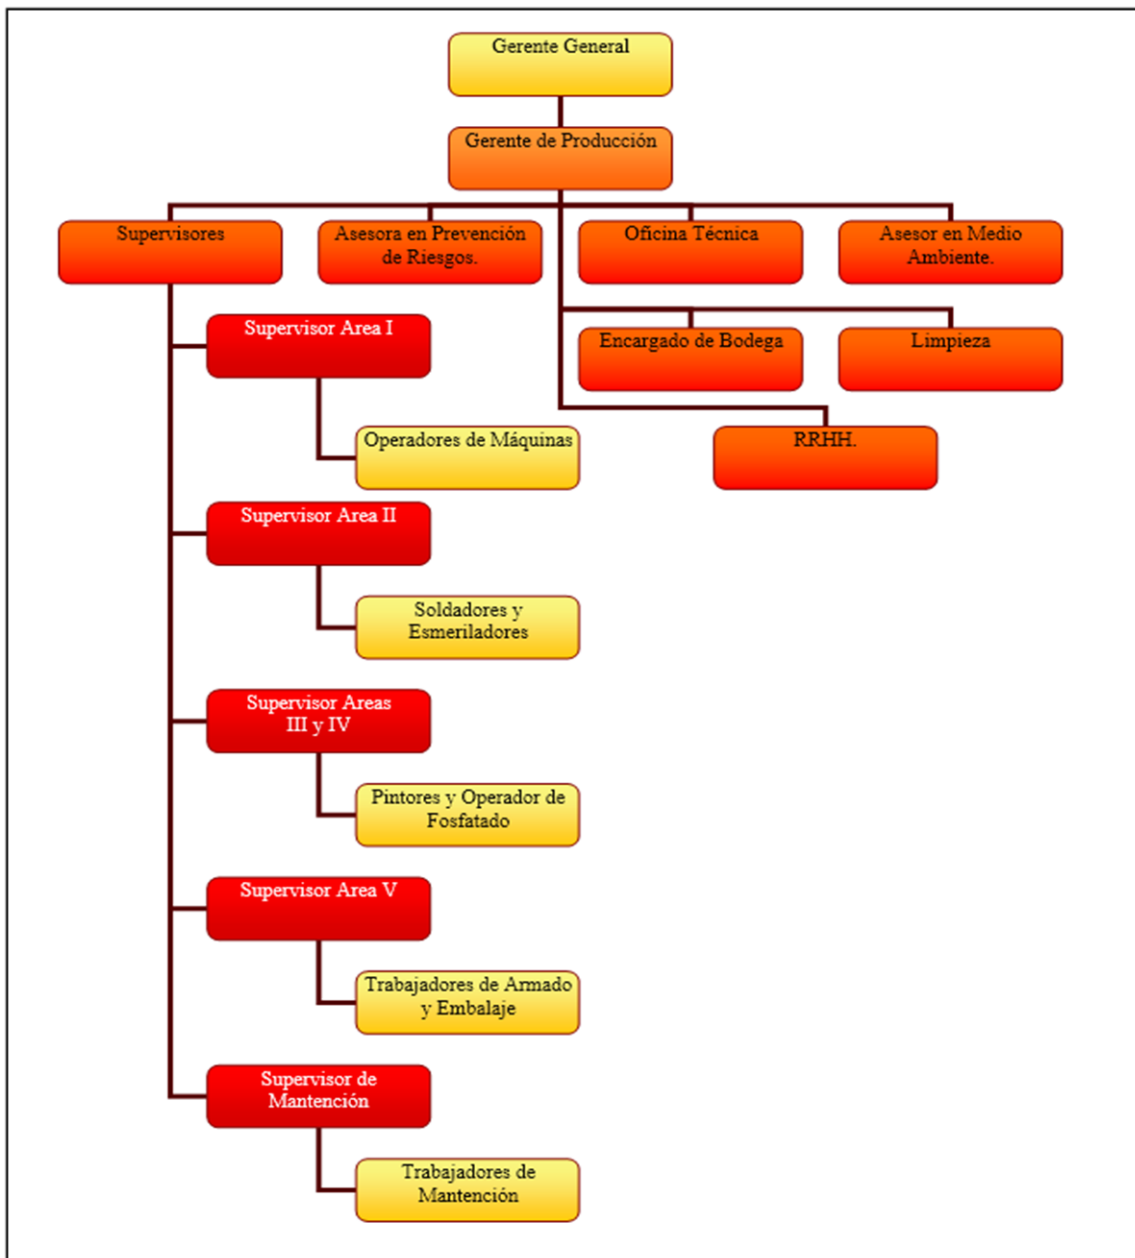 Gerente General
Gerente de Producción
Supervisores
Asesora en Prevención
de Riesgos.
Oficina Técnica
Asesor en Medio
Ambiente.
Supervisor Area I
Encargado de Bodega
Limpieza
Operadores de Máquinas
RRHH.
Supervisor Area II
Soldadores y
Esmeriladores
Supervisor Areas
III y IV
Pintores y Operador de
Fosfatado
Supervisor Area V
Trabajadores de Armado
y Embalaje
Supervisor de
Mantención
Trabajadores de
Mantención